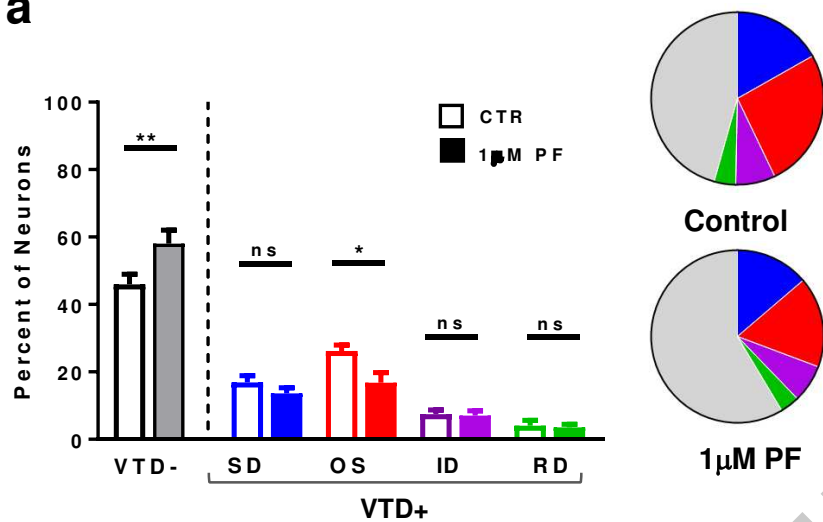 a
100
80
60
40
20
0
Percent of Neurons
**
ns
*
ns
ns
CTR
1μM PF
VTD-
SD
OS
ID
RD
VTD+
Control
1μM PF